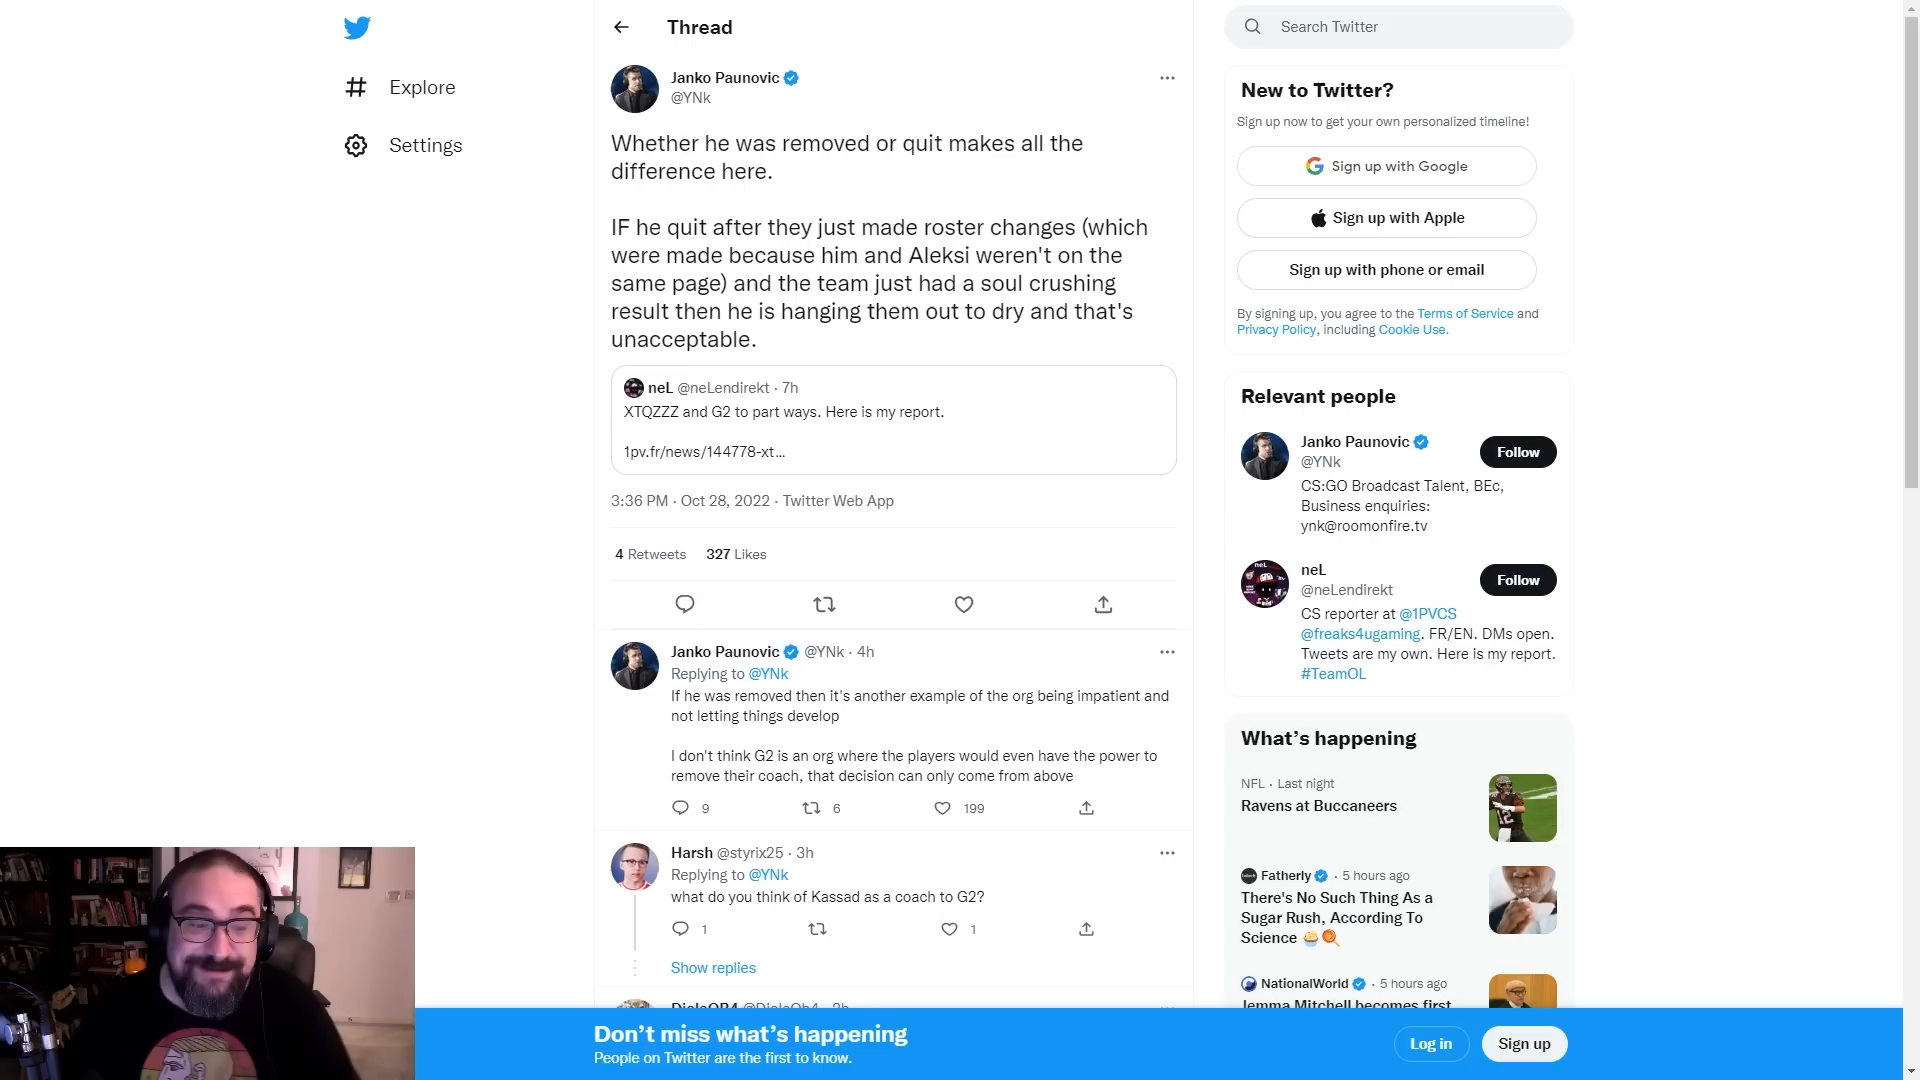 Explore
Settings
Thread
Janko Paunovic
@YNk
Whether he was removed or quit makes all the
difference here.
IF he quit after they just made roster changes (which
were made because him and Aleksi weren't on the
same page) and the team just had a soul crushing
result then he is hanging them out to dry and that's
unacceptable.
neL @neLendirekt · 7h
XTQZZZ and G2 to part ways. Here is my report.
1pv.fr/news/144778-xt...
3:36 PM · Oct 28, 2022 · Twitter Web App
4 Retweets 327 Likes
Janko Paunovic @YNk · 4h
Replying to @YNk
If he was removed then it's another example of the org being impatient and
not letting things develop
I don't think G2 is an org where the players would even have the power to
remove their coach, that decision can only come from above
9 6 199
Harsh @styrix25 · 3h
Replying to @YNk
what do you think of Kassad as a coach to G2?
1 1
Show replies
Search Twitter
New to Twitter?
Sign up now to get your own personalized timeline!
Sign up with Google
Sign up with Apple
Sign up with phone or email
By signing up, you agree to the Terms of Service and
Privacy Policy, including Cookie Use.
Relevant people
Janko Paunovic
@YNk
Follow
CS:GO Broadcast Talent, BEc,
Business enquiries:
ynk@roomonfire.tv
neL
@neLendirekt
Follow
CS reporter at @1PVCS
@freaks4ugaming. FR/EN. DMs open.
Tweets are my own. Here is my report.
#TeamOL
What's happening
NFL · Last night
Ravens at Buccaneers
Fatherly · 5 hours ago
There's No Such Thing As a
Sugar Rush, According To
Science
NationalWorld · 5 hours ago
Jemma Mitchell becomes first
Don't miss what's happening
People on Twitter are the first to know.
Log in
Sign up